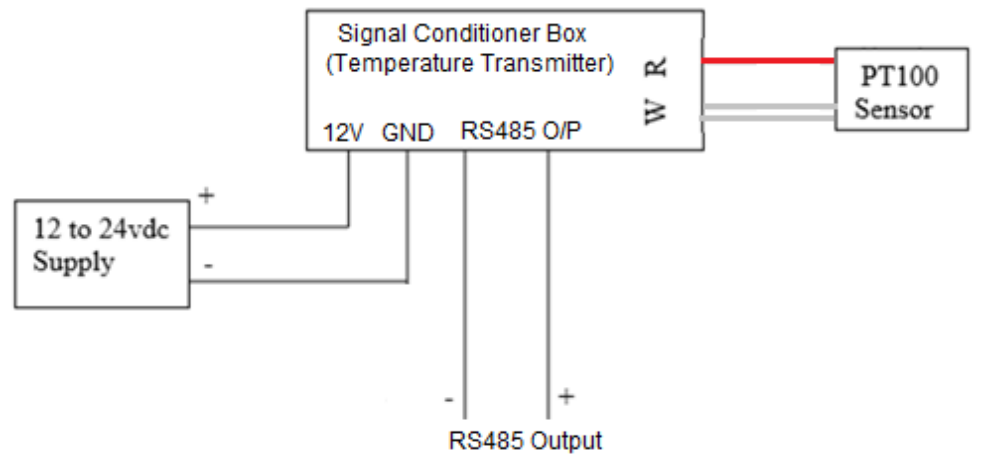 Signal Conditioner Box
(Temperature Transmitter)
R
W
PT100
Sensor
12V GND RS485 O/P
+
12 to 24vdc
Supply
-
- +
RS485 Output